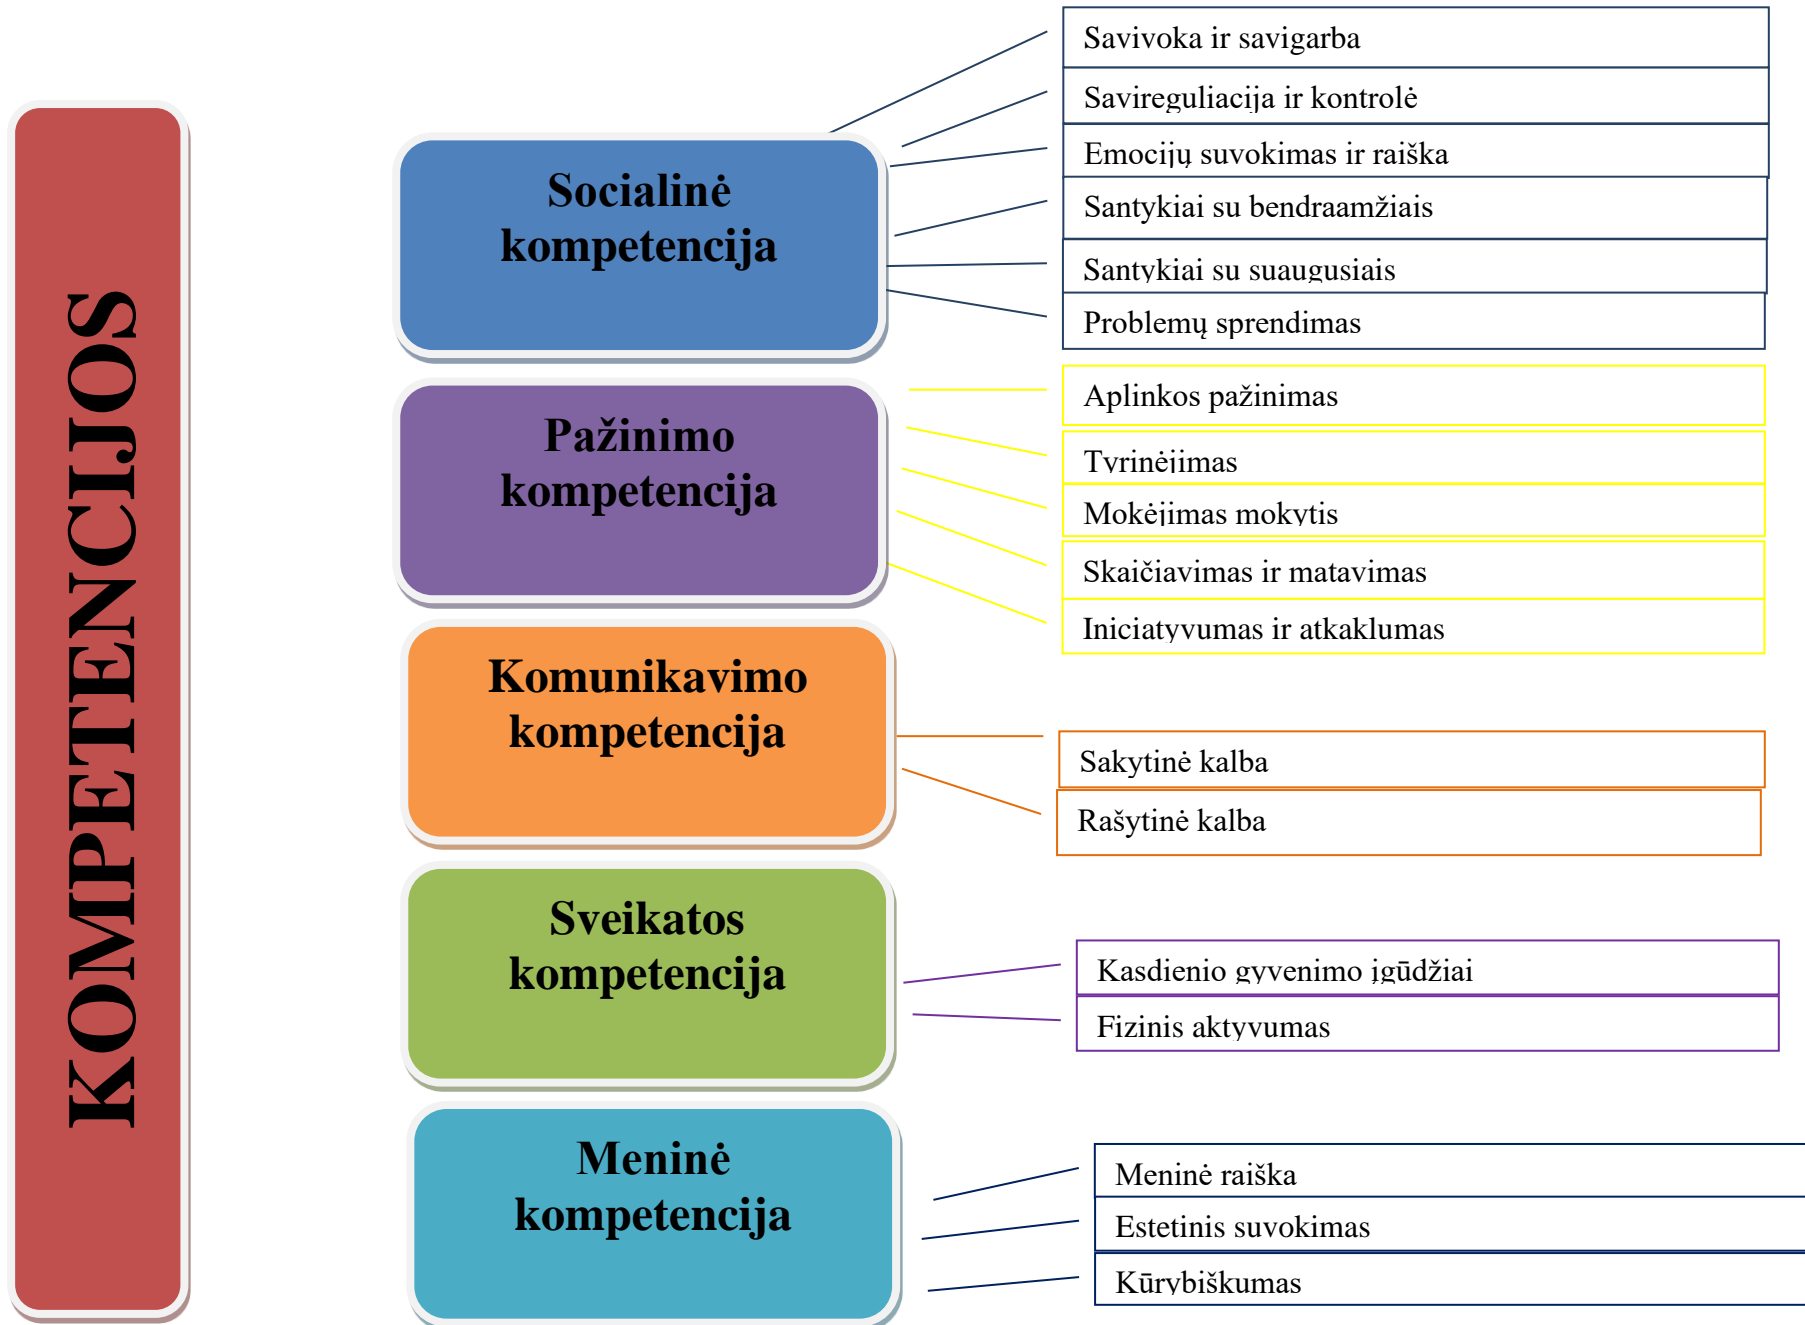 KOMPETENCIJOS
Socialinė
kompetencija
Savivoka ir savigarba
Savireguliacija ir kontrolė
Emocijų suvokimas ir raiška
Santykiai su bendraamžiais
Santykiai su suaugusiais
Problemų sprendimas
Pažinimo
kompetencija
Aplinkos pažinimas
Tyrinėjimas
Mokėjimas mokytis
Skaičiavimas ir matavimas
Iniciatyvumas ir atkaklumas
Komunikavimo
kompetencija
Sakytinė kalba
Rašytinė kalba
Sveikatos
kompetencija
Kasdienio gyvenimo įgūdžiai
Fizinis aktyvumas
Meninė
kompetencija
Meninė raiška
Estetinis suvokimas
Kūrybiškumas